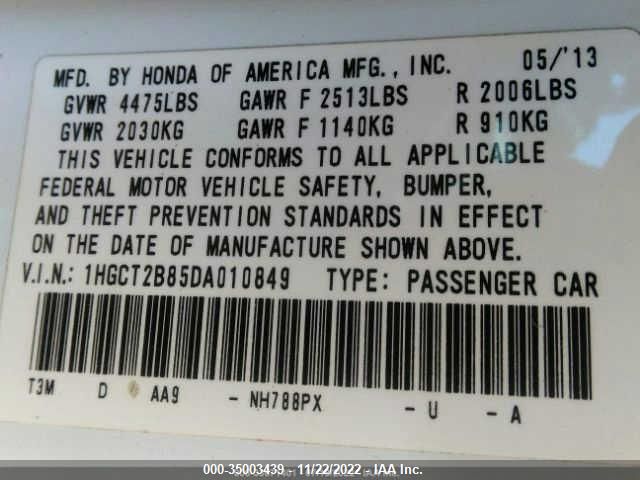 MFD. BY HONDA OF AMERICA MFG., INC. 05/'13
GVWR 4475LBS GAWR F 2513LBS R 2006LBS
GVWR 2030KG GAWR F 1140KG R 910KG
THIS VEHICLE CONFORMS TO ALL APPLICABLE
FEDERAL MOTOR VEHICLE SAFETY, BUMPER,
AND THEFT PREVENTION STANDARDS IN EFFECT
ON THE DATE OF MANUFACTURE SHOWN ABOVE.
V.I.N.: 1HGCT2B85DA010849 TYPE: PASSENGER CAR
T3M D AA9 - NH788PX - U - A
000-35003439 - 11/22/2022 - IAA Inc.